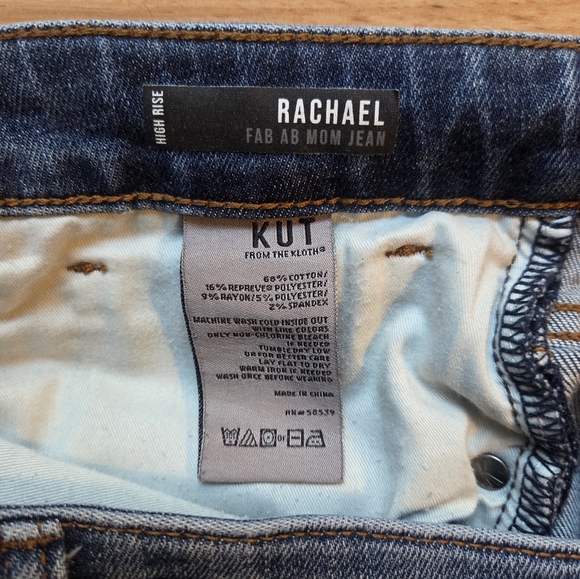 HIGH RISE
RACHAEL
FAB AB MOM JEAN
KUT
FROM THE KLOTH®
68% COTTON/
16% REPREVE® POLYESTER/
9% RAYON/5% POLYESTER/
2% SPANDEX
MACHINE WASH COLD INSIDE OUT
WITH LIKE COLORS
ONLY NON-CHLORINE BLEACH
IF NEEDED
TUMBLE DRY LOW
OR FOR BETTER CARE
LAY FLAT TO DRY
WARM IRON IF NEEDED
WASH ONCE BEFORE WEARING
MADE IN CHINA
RN# 58539
or